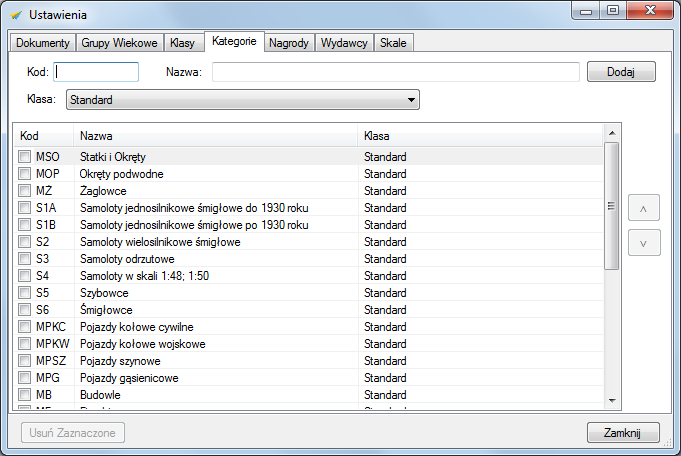 Ustawienia
Dokumenty Grupy Wiekowe Klasy Kategorie Nagrody Wydawcy Skale
Kod: Nazwa: Dodaj
Klasa: Standard
Kod Nazwa Klasa
MSO Statki i Okręty Standard
MOP Okręty podwodne Standard
MŻ Żaglowce Standard
S1A Samoloty jednosilnikowe śmigłowe do 1930 roku Standard
S1B Samoloty jednosilnikowe śmigłowe po 1930 roku Standard
S2 Samoloty wielosilnikowe śmigłowe Standard
S3 Samoloty odrzutowe Standard
S4 Samoloty w skali 1:48; 1:50 Standard
S5 Szybowce Standard
S6 Śmigłowce Standard
MPKC Pojazdy kołowe cywilne Standard
MPKW Pojazdy kołowe wojskowe Standard
MPSZ Pojazdy szynowe Standard
MPG Pojazdy gąsienicowe Standard
MB Budowle Standard
Usuń Zaznaczone Zamknij